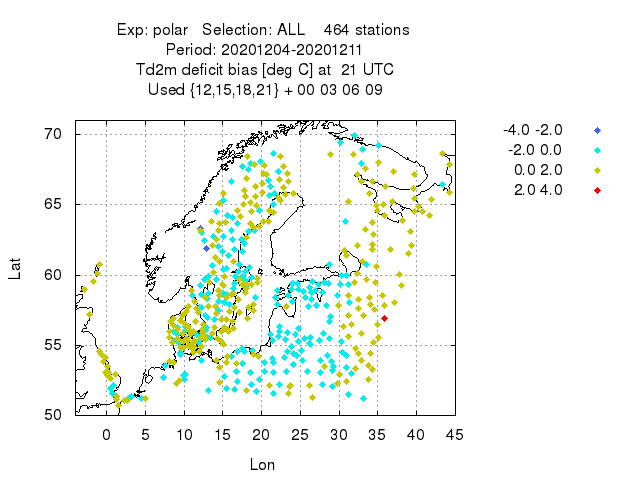 Exp: polar   Selection: ALL    464 stations
Period: 20201204-20201211
Td2m deficit bias [deg C] at  21 UTC
Used {12,15,18,21} + 00 03 06 09
-4.0 -2.0
-2.0 0.0
0.0 2.0
2.0 4.0
70
65
60
55
50
Lat
0 5 10 15 20 25 30 35 40 45
Lon